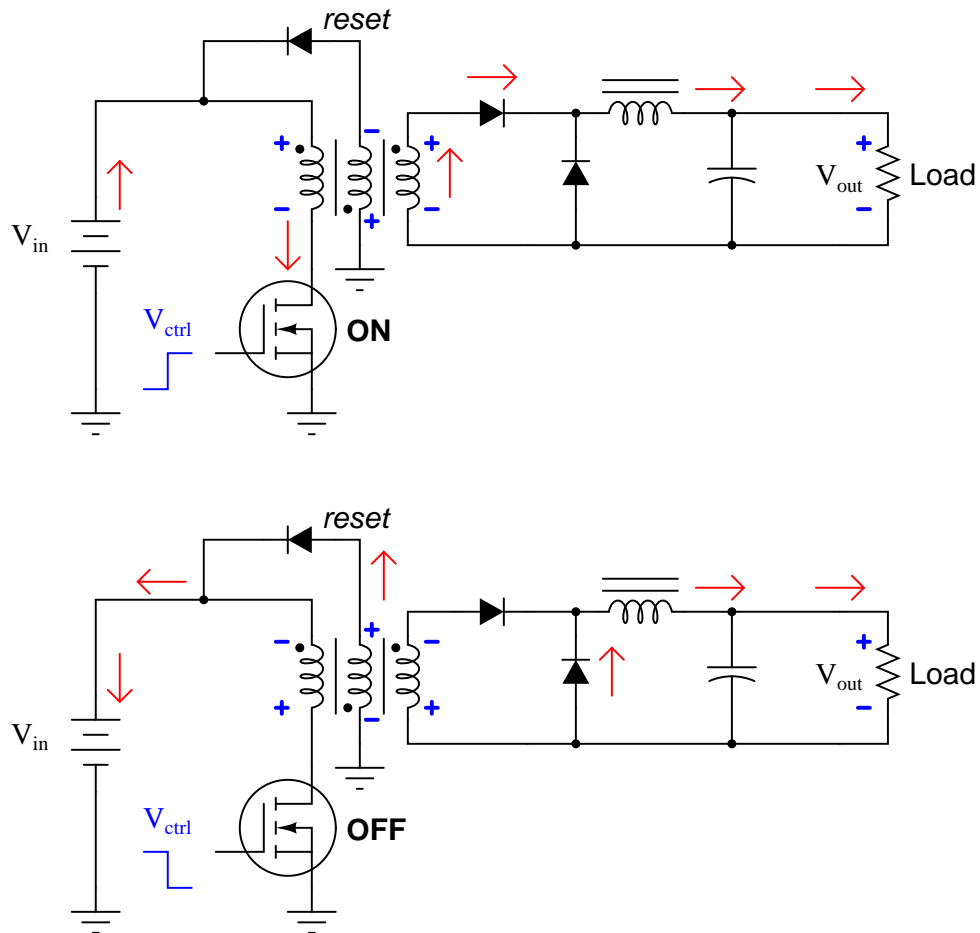 reset
V_in
V_ctrl
ON
V_out
Load
+
-
-
+
+
-
+
-
reset
V_in
V_ctrl
OFF
V_out
Load
-
+
+
-
-
+
+
-